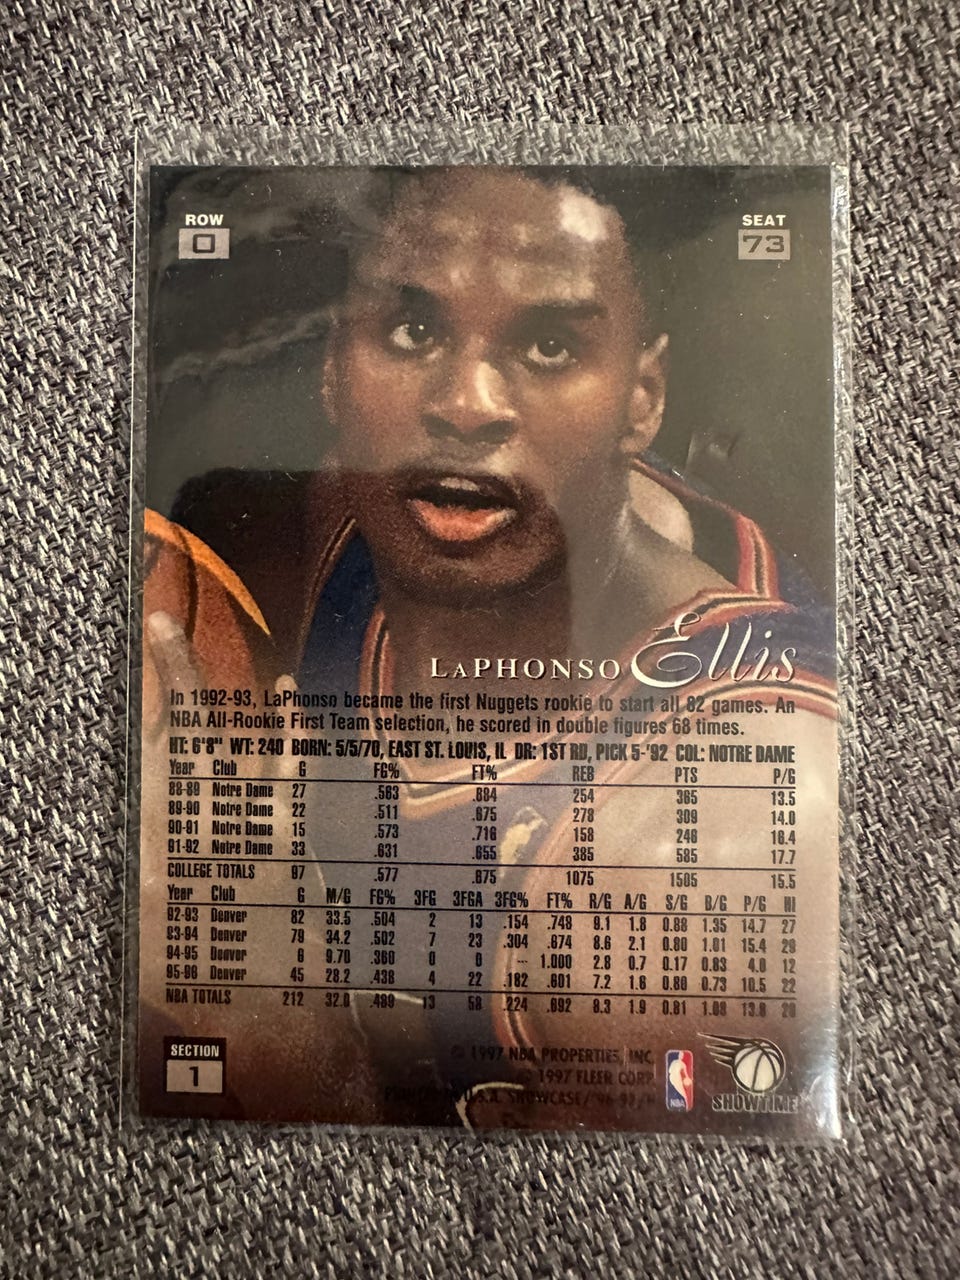 ROW
0
SEAT
73
LaPHONSO Ellis
In 1992-93, LaPhonso became the first Nuggets rookie to start all 82 games. An
NBA All-Rookie First Team selection, he scored in double figures 68 times.
HT: 6'8" WT: 240 BORN: 5/5/70, EAST ST. LOUIS, IL DR: 1ST RD, PICK 5-'92 COL: NOTRE DAME
Year Club G FG% FT% REB PTS P/G
88-89 Notre Dame 27 .563 .684 254 365 13.5
89-90 Notre Dame 22 .511 .675 278 309 14.0
90-91 Notre Dame 15 .573 .716 158 246 16.4
91-92 Notre Dame 33 .631 .655 385 585 17.7
COLLEGE TOTALS 97 .577 .675 1075 1505 15.5
Year Club G M/G FG% 3FG 3FGA 3FG% FT% R/G A/G S/G B/G P/G HI
92-93 Denver 82 33.5 .504 2 13 .154 .748 9.1 1.8 0.88 1.35 14.7 27
93-94 Denver 79 34.2 .502 7 23 .304 .674 8.6 2.1 0.80 1.01 15.4 29
94-95 Denver 6 9.70 .360 0 0 --- 1.000 2.8 0.7 0.17 0.83 4.0 12
95-96 Denver 45 28.2 .438 4 22 .182 .601 7.2 1.6 0.80 0.73 10.5 22
NBA TOTALS 212 32.0 .489 13 58 .224 .692 8.3 1.9 0.81 1.08 13.8 29
SECTION
1
© 1997 NBA PROPERTIES, INC.
© 1997 FLEER CORP.
U.S.A. SHOWCASE/'96-97/H
NBA
SHOWTIME